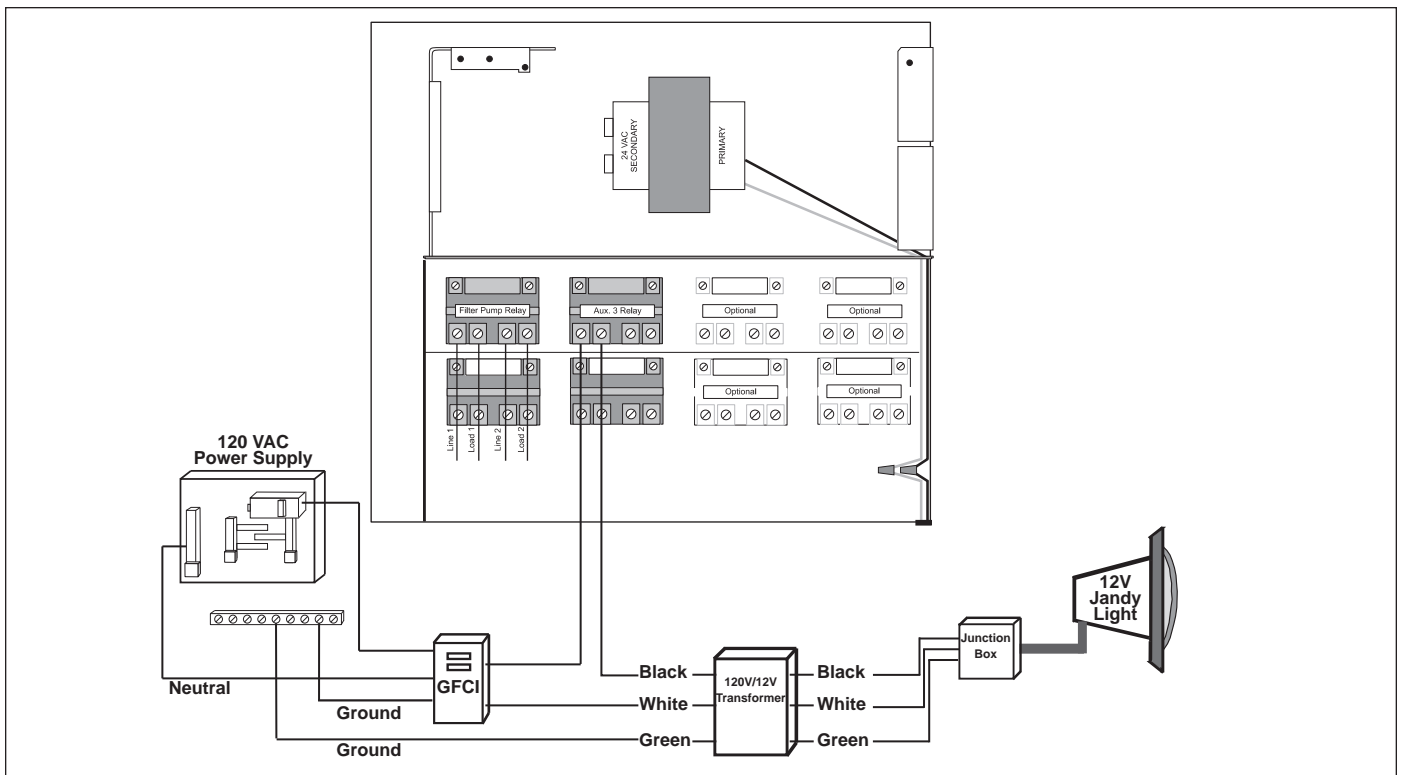 24 VAC
SECONDARY
PRIMARY
Filter Pump Relay
Aux. 3 Relay
Optional
Optional
Optional
Optional
Line 1
Load 1
Line 2
Load 2
120 VAC
Power Supply
12V
Jandy
Light
Junction
Box
GFCI
Neutral
Ground
Ground
Black
White
Green
120V/12V
Transformer
Black
White
Green